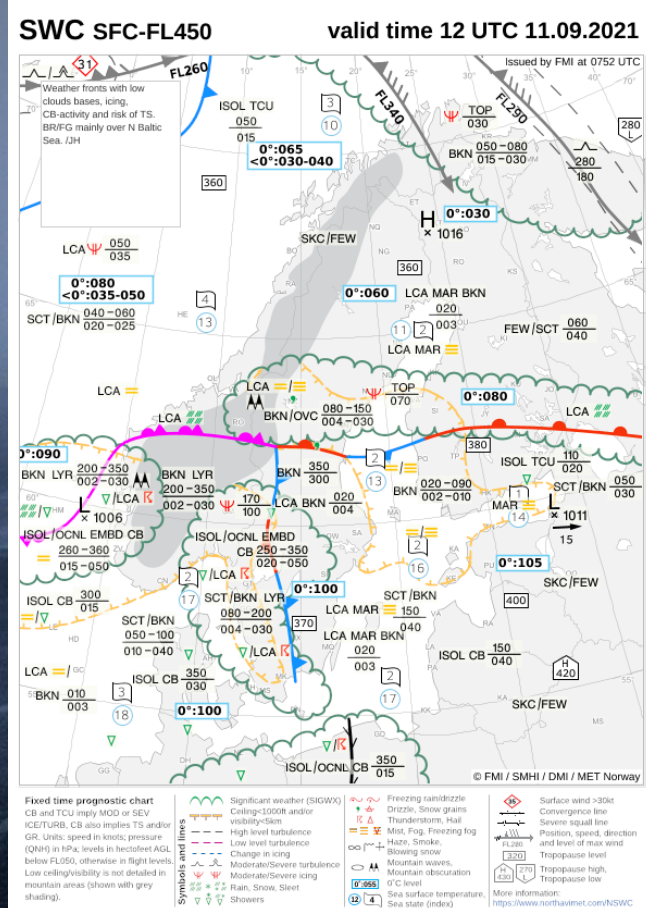 SWC SFC-FL450
valid time 12 UTC 11.09.2021
Issued by FMI at 0752 UTC
31
FL260
10°
15°
20°
25°
30°
Weather fronts with low
clouds bases, icing,
CB-activity and risk of TS.
BR/FG mainly over N Baltic
Sea. /JH
ISOL TCU
050
015
3
10
0°:065
<0°:030-040
FL340
FL290
TOP
030
BKN 050-080
015-030
280
180
280
360
H
× 1016
0°:030
SKC/FEW
LCA 050
035
360
0°:080
<0°:035-050
0°:060
LCA MAR BKN
020
003
4
13
SCT/BKN 040-060
020-025
11 2
LCA MAR
FEW/SCT 060
040
65°
LCA
LCA
LCA /
TOP
070
0°:080
BKN/OVC 080-150
004-030
LCA
380
0°:090
BKN LYR 200-350
002-030
BKN LYR
200-350
002-030
BKN 350
300
2
13
/
ISOL TCU 110
020
SCT/BKN 050
030
/LCA
170
100
LCA BKN 020
004
BKN 020-090
002-010
1
MAR
14
L
× 1006
L
× 1011
15
60°
ISOL/OCNL EMBD CB
260-360
015-050
ISOL/OCNL EMBD
CB 250-350
020-050
/
2
16
0°:105
ISOL CB 300
015
2
17
/LCA
SCT/BKN LYR
080-200
004-030
0°:100
SKC/FEW
400
LCA MAR
SCT/BKN
150
040
SCT/BKN
050-100
010-040
370
LCA MAR BKN
020
003
/LCA
ISOL CB 150
040
H
420
LCA /
BKN 010
003
ISOL CB 350
030
3
18
2
17
0°:100
SKC/FEW
/
ISOL/OCNL CB 350
015
© FMI / SMHI / DMI / MET Norway
Fixed time prognostic chart
CB and TCU imply MOD or SEV
ICE/TURB, CB also implies TS and/or
GR. Units: speed in knots; pressure
(QNH) in hPa; levels in hectofeet AGL
below FL050, otherwise in flight levels.
Low ceiling/visibility is not detailed in
mountain areas (shown with grey
shading).
Symbols and lines
Significant weather (SIGWX)
Ceiling<1000ft and/or
visibility<5km
High level turbulence
Low level turbulence
Change in icing
Moderate/Severe turbulence
Moderate/Severe icing
Rain, Snow, Sleet
Showers
Freezing rain/drizzle
Drizzle, Snow grains
Thunderstorm, Hail
Mist, Fog, Freezing fog
Haze, Smoke,
Blowing snow
Mountain waves,
Mountain obscuration
0°:055
0°C level
12 4
Sea surface temperature,
Sea state (index)
35
Surface wind >30kt
Convergence line
Severe squall line
FL280
Position, speed, direction
and level of max wind
320
Tropopause level
H
430
270
L
Tropopause high,
Tropopause low
More information:
https://www.northavimet.com/NSWC